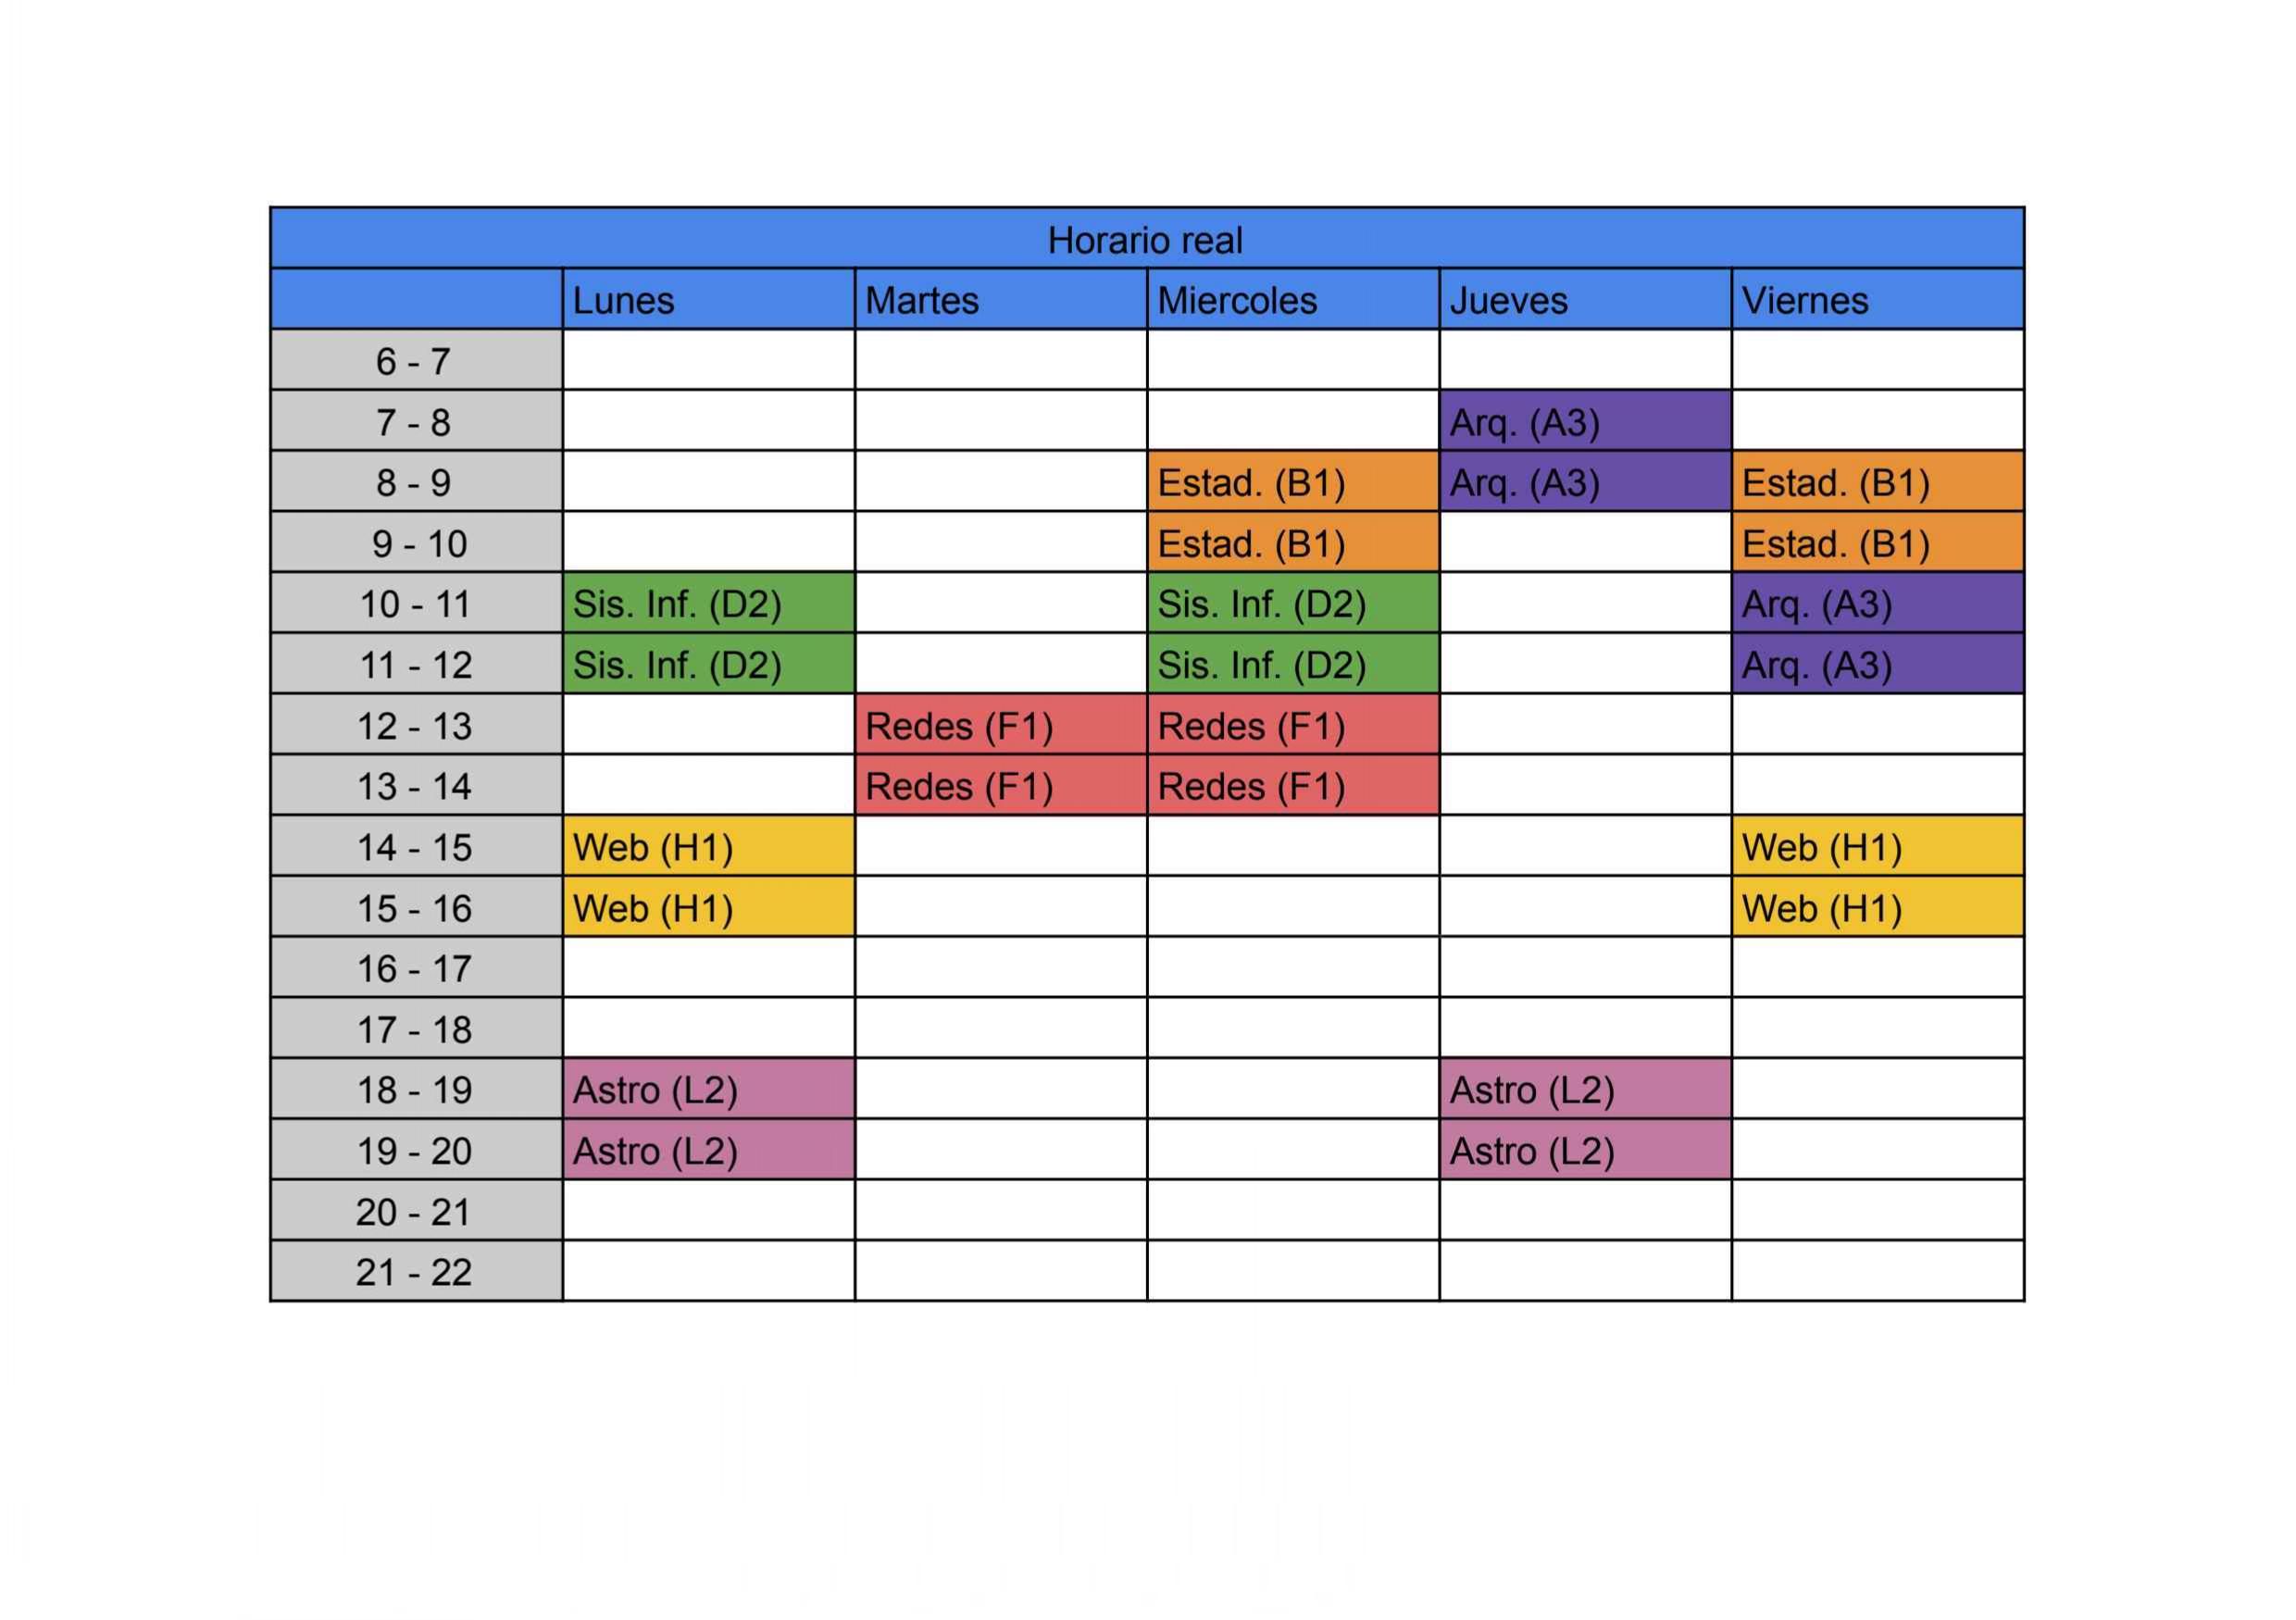 Horario real
Lunes Martes Miercoles Jueves Viernes
6 - 7
7 - 8 Arq. (A3)
8 - 9 Estad. (B1) Arq. (A3) Estad. (B1)
9 - 10 Estad. (B1) Estad. (B1)
10 - 11 Sis. Inf. (D2) Sis. Inf. (D2) Arq. (A3)
11 - 12 Sis. Inf. (D2) Sis. Inf. (D2) Arq. (A3)
12 - 13 Redes (F1) Redes (F1)
13 - 14 Redes (F1) Redes (F1)
14 - 15 Web (H1) Web (H1)
15 - 16 Web (H1) Web (H1)
16 - 17
17 - 18
18 - 19 Astro (L2) Astro (L2)
19 - 20 Astro (L2) Astro (L2)
20 - 21
21 - 22